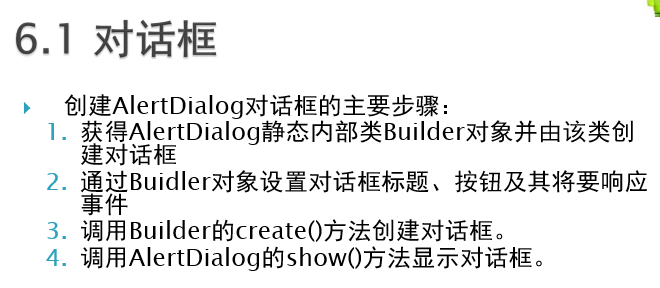 6.1 对话框
创建AlertDialog对话框的主要步骤：
1. 获得AlertDialog静态内部类Builder对象并由该类创
建对话框
2. 通过Buidler对象设置对话框标题、按钮及其将要响应
事件
3. 调用Builder的create()方法创建对话框。
4. 调用AlertDialog的show()方法显示对话框。